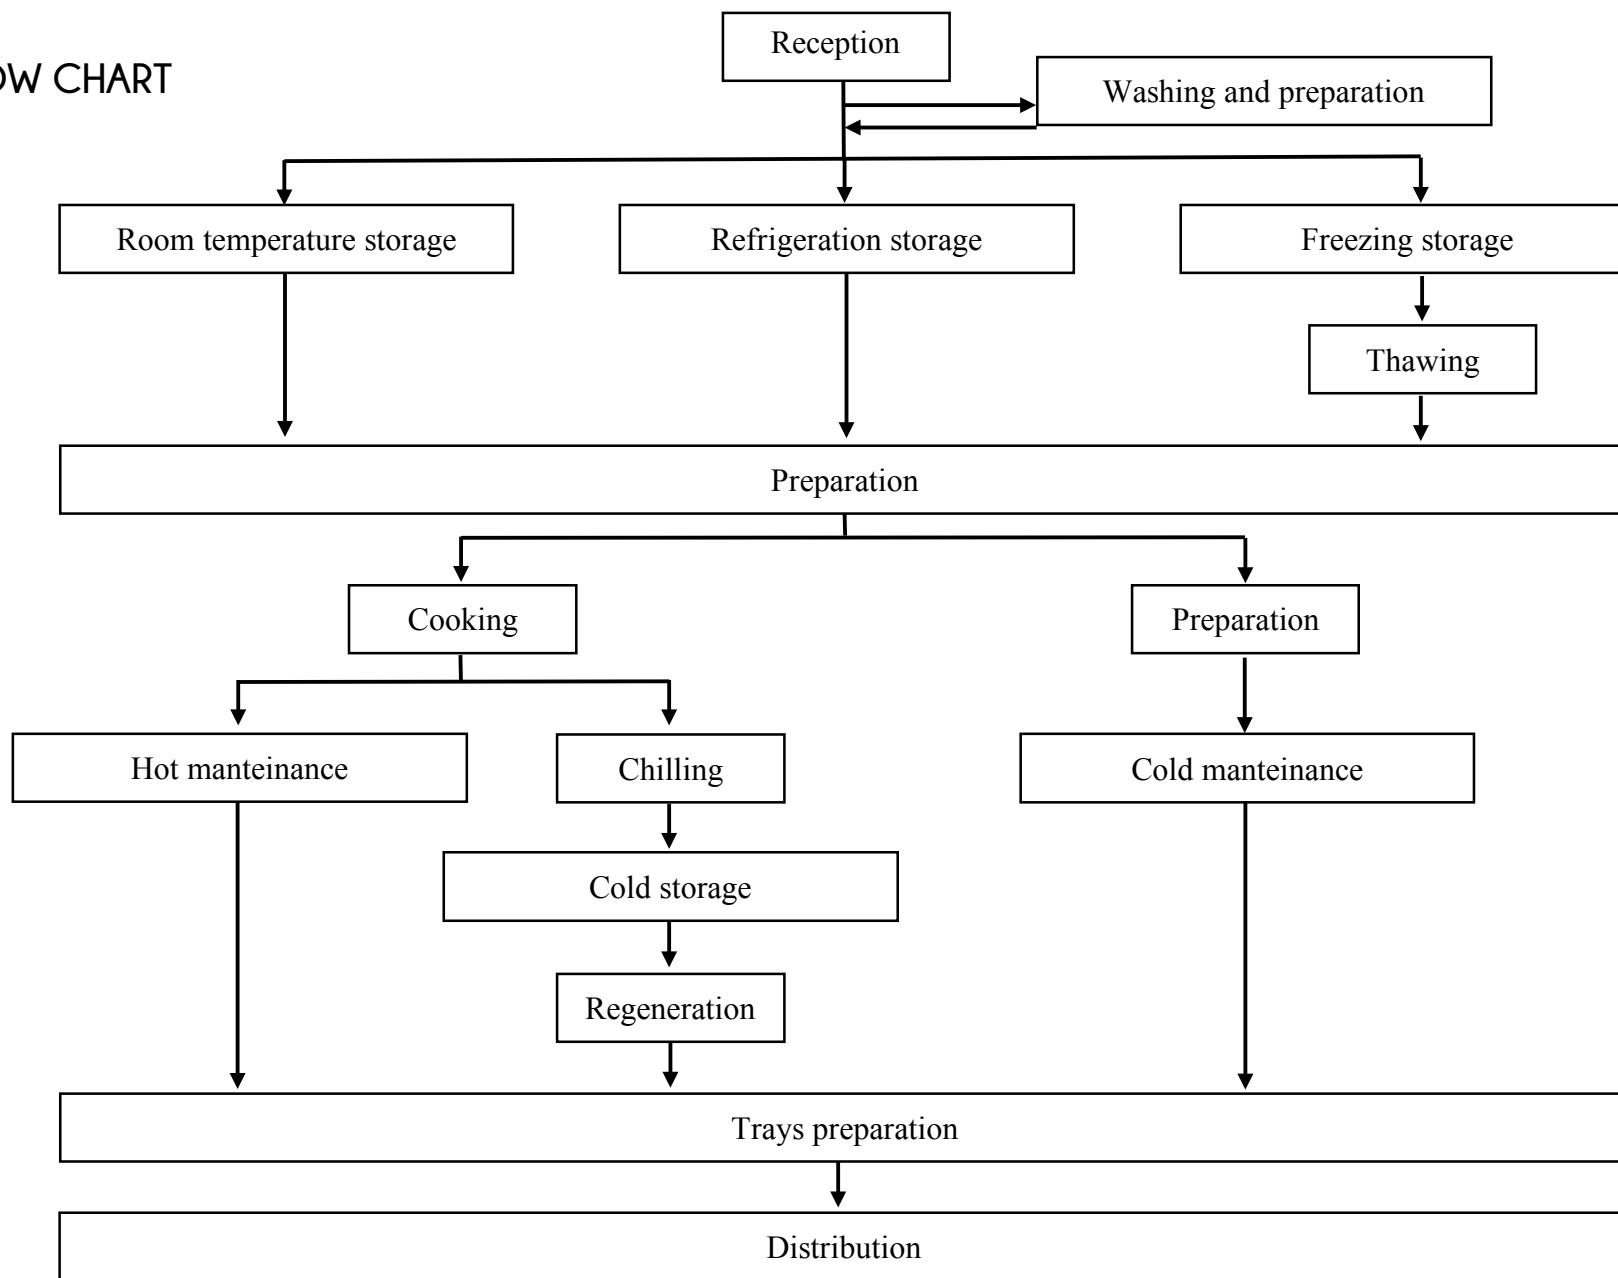 OW CHART
Reception
Washing and preparation
Room temperature storage
Refrigeration storage
Freezing storage
Thawing
Preparation
Cooking
Preparation
Hot manteinance
Chilling
Cold manteinance
Cold storage
Regeneration
Trays preparation
Distribution